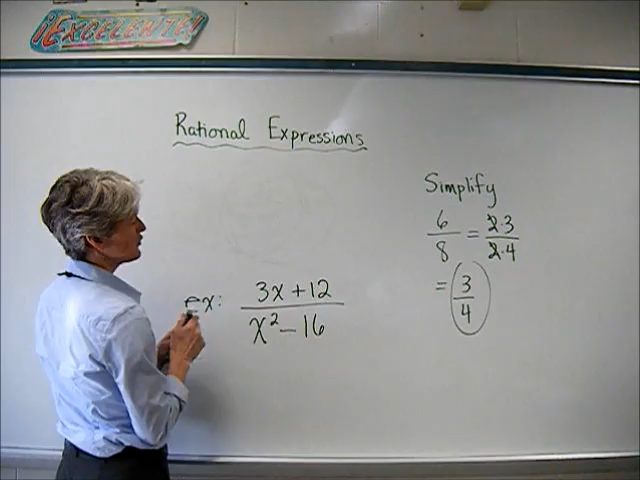 ¡EXCELENTE!
Rational Expressions
Simplify
6/8 = 2·3/2·4
= 3/4
ex: 3x + 12
x² - 16